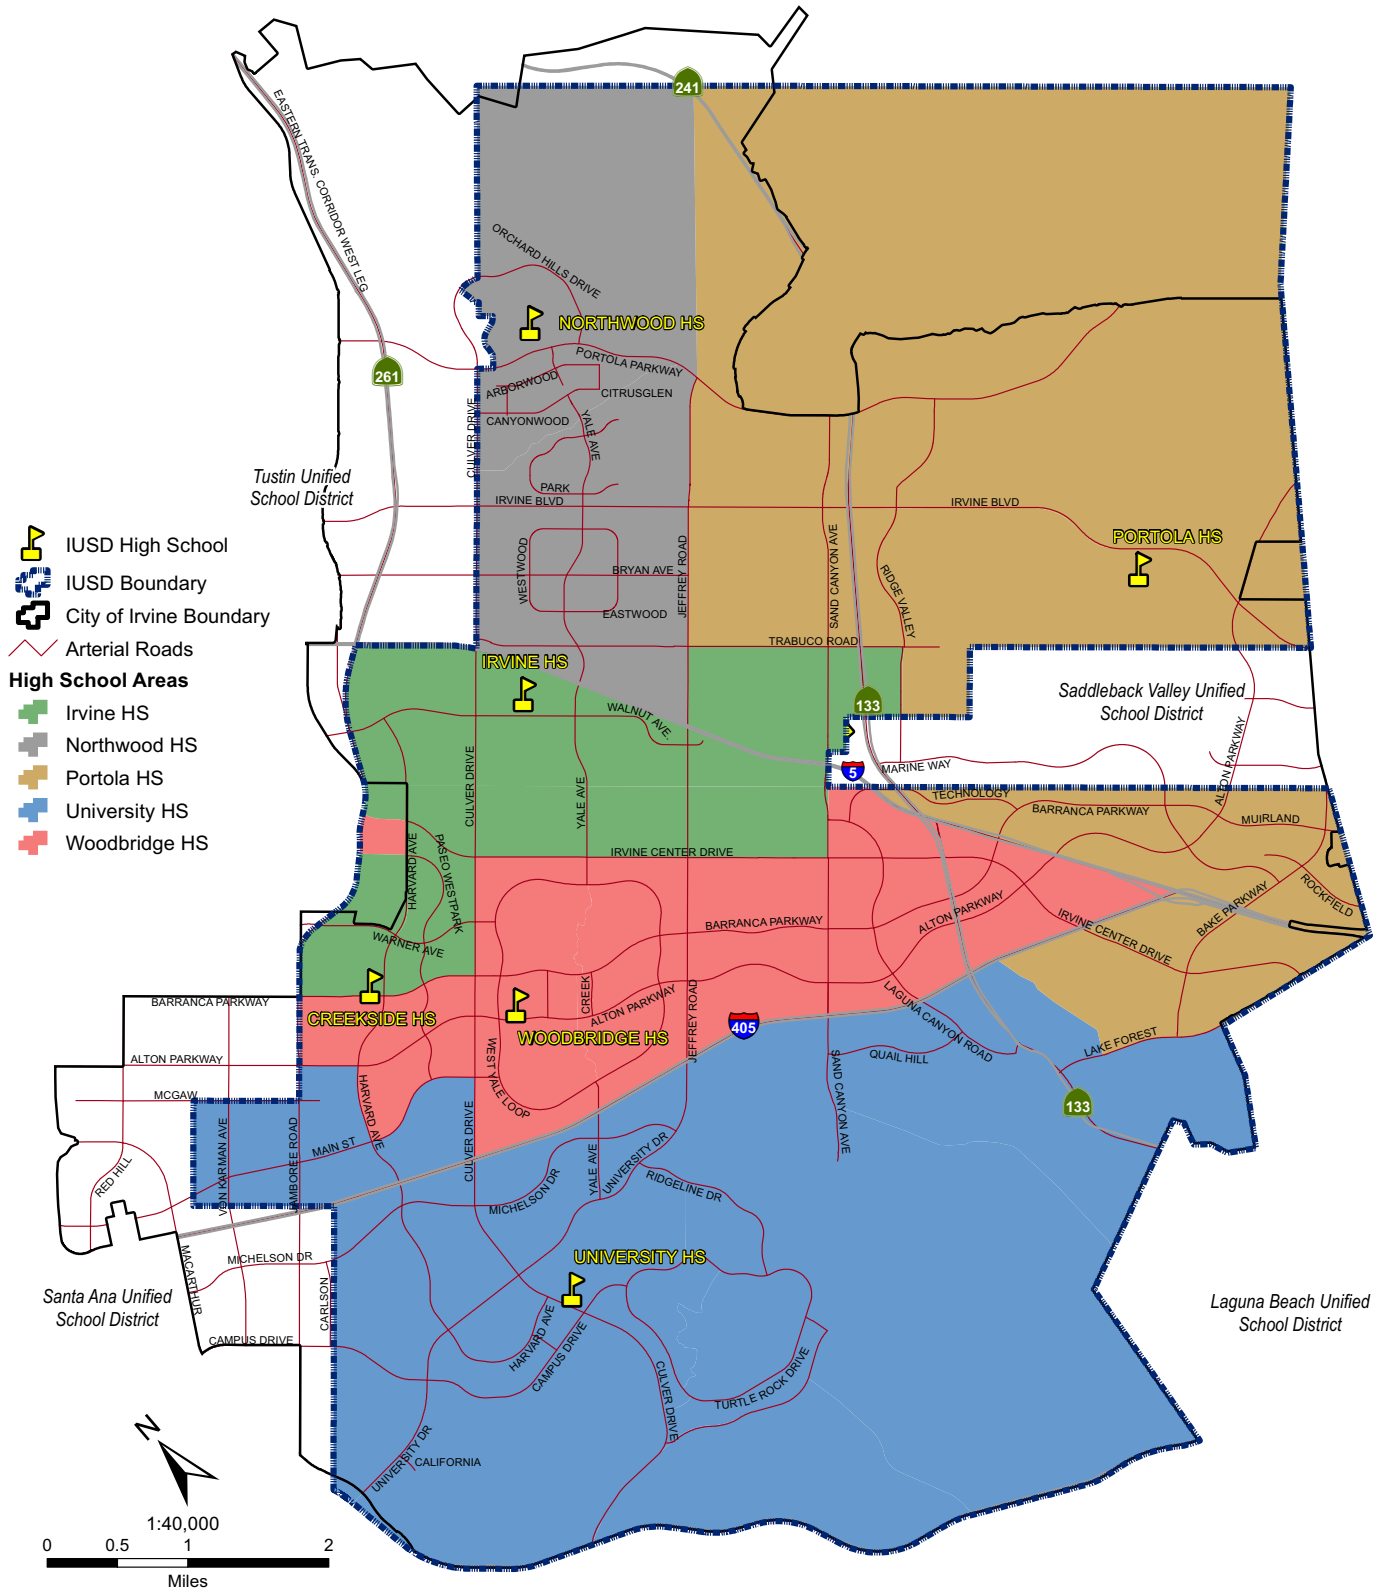 241
EASTERN TRANS. CORRIDOR WEST LEG
ORCHARD HILLS DRIVE
NORTHWOOD HS
PORTOLA PARKWAY
261
ARBORWOOD
CITRUSGLEN
CANYONWOOD
CULVER DRIVE
YALE AVE
Tustin Unified
School District
PARK
IRVINE BLVD
IRVINE BLVD
PORTOLA HS
WESTWOOD
BRYAN AVE
JEFFREY ROAD
SAND CANYON AVE
RIDGE VALLEY
EASTWOOD
TRABUCO ROAD
IUSD High School
IUSD Boundary
City of Irvine Boundary
Arterial Roads
High School Areas
Irvine HS
Northwood HS
Portola HS
University HS
Woodbridge HS
IRVINE HS
WALNUT AVE.
133
Saddleback Valley Unified
School District
5
MARINE WAY
ALTON PARKWAY
CULVER DRIVE
YALE AVE
TECHNOLOGY
BARRANCA PARKWAY
MUIRLAND
HARVARD AVE
PASEO WESTPARK
IRVINE CENTER DRIVE
ROCKFIELD
BAKE PARKWAY
BARRANCA PARKWAY
ALTON PARKWAY
IRVINE CENTER DRIVE
WARNER AVE
BARRANCA PARKWAY
CREEKSIDE HS
WOODBRIDGE HS
CREEK
ALTON PARKWAY
JEFFREY ROAD
405
LAGUNA CANYON ROAD
QUAIL HILL
LAKE FOREST
ALTON PARKWAY
MCGAW
WEST YALE LOOP
HARVARD AVE
SAND CANYON AVE
133
VON KARMAN AVE
JAMBOREE ROAD
MAIN ST
CULVER DRIVE
RED HILL
YALE AVE
UNIVERSITY DR
MICHELSON DR
RIDGELINE DR
MACARTHUR
MICHELSON DR
UNIVERSITY HS
Santa Ana Unified
School District
CARLSON
CAMPUS DRIVE
HARVARD AVE
CAMPUS DRIVE
CULVER DRIVE
TURTLE ROCK DRIVE
Laguna Beach Unified
School District
UNIVERSITY DR
CALIFORNIA
N
1:40,000
0 0.5 1 2
Miles